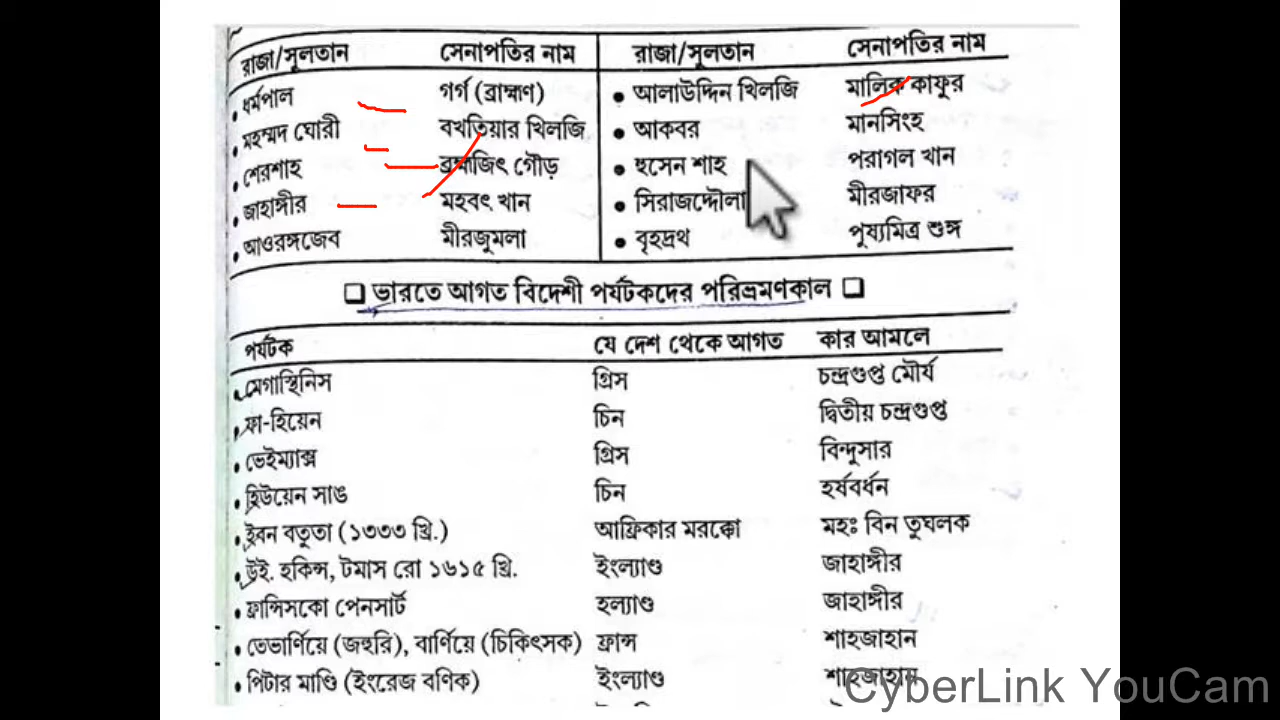 রাজা/সুলতান সেনাপতির নাম রাজা/সুলতান সেনাপতির নাম
• ধর্মপাল গর্গ (ব্রাহ্মণ) • আলাউদ্দিন খিলজি মালিক কাফুর
• মহম্মদ ঘোরী বখতিয়ার খিলজি • আকবর মানসিংহ
• শেরশাহ ব্রহ্মজিৎ গৌড় • হুসেন শাহ পরাগল খান
• জাহাঙ্গীর মহবৎ খান • সিরাজদ্দৌলা মীরজাফর
• আওরঙ্গজেব মীরজুমলা • বৃহদ্রথ পুষ্যমিত্র শুঙ্গ
❑ ভারতে আগত বিদেশী পর্যটকদের পরিভ্রমণকাল ❑
পর্যটক যে দেশ থেকে আগত কার আমলে
• মেগাস্থিনিস গ্রিস চন্দ্রগুপ্ত মৌর্য
• ফা-হিয়েন চিন দ্বিতীয় চন্দ্রগুপ্ত
• ডেইম্যাক্স গ্রিস বিন্দুসার
• হিউয়েন সাঙ চিন হর্ষবর্ধন
• ইবন বতুতা (১৩৩৩ খ্রি.) আফ্রিকার মরক্কো মহঃ বিন তুঘলক
• উই. হকিন্স, টমাস রো ১৬১৫ খ্রি. ইংল্যাণ্ড জাহাঙ্গীর
• ফ্রান্সিসকো পেনসার্ট হল্যাণ্ড জাহাঙ্গীর
• তেভার্ণিয়ে (জহুরি), বার্ণিয়ে (চিকিৎসক) ফ্রান্স শাহজাহান
• পিটার মাণ্ডি (ইংরেজ বণিক) ইংল্যাণ্ড শাহজাহান
CyberLink YouCam